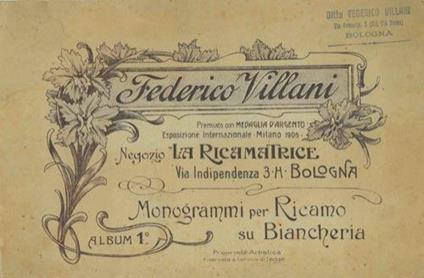 Ditta FEDERICO VILLANI
BOLOGNA
Federico Villani
Premiato con MEDAGLIA D'ARGENTO
Esposizione Internazionale - Milano 1906
Negozio "LA RICAMATRICE
Via Indipendenza 3-H - BOLOGNA
Monogrammi per Ricamo
su Biancheria
ALBUM 1º
Proprietà Artistica